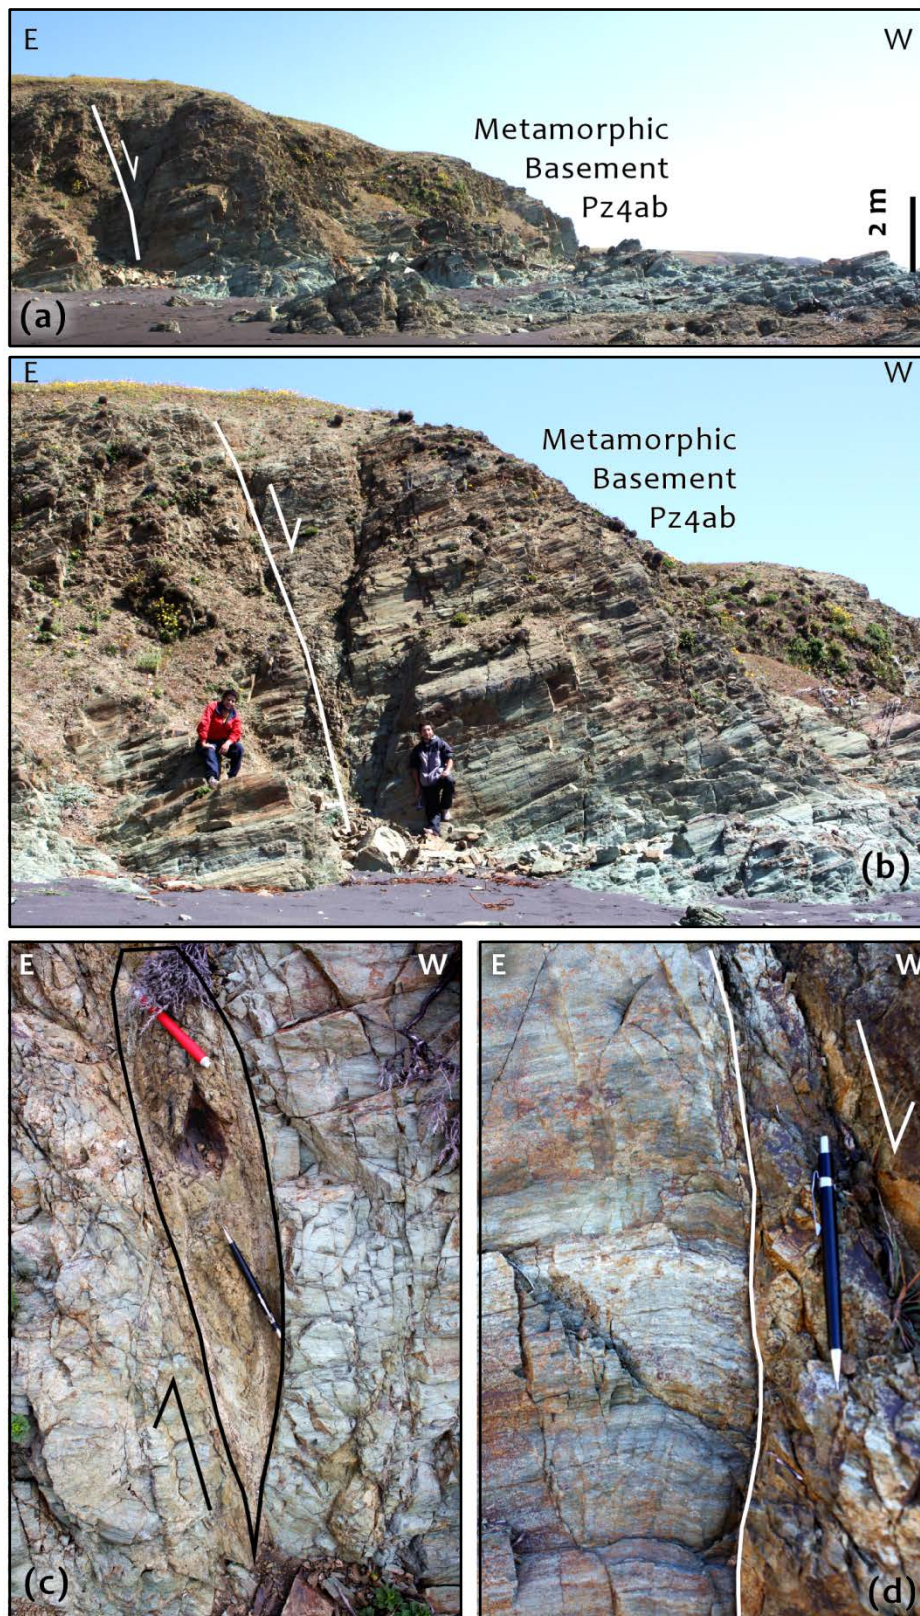 E
W
Metamorphic
Basement
Pz4ab
2 m
(a)
E
W
Metamorphic
Basement
Pz4ab
(b)
E
W
(c)
E
W
(d)